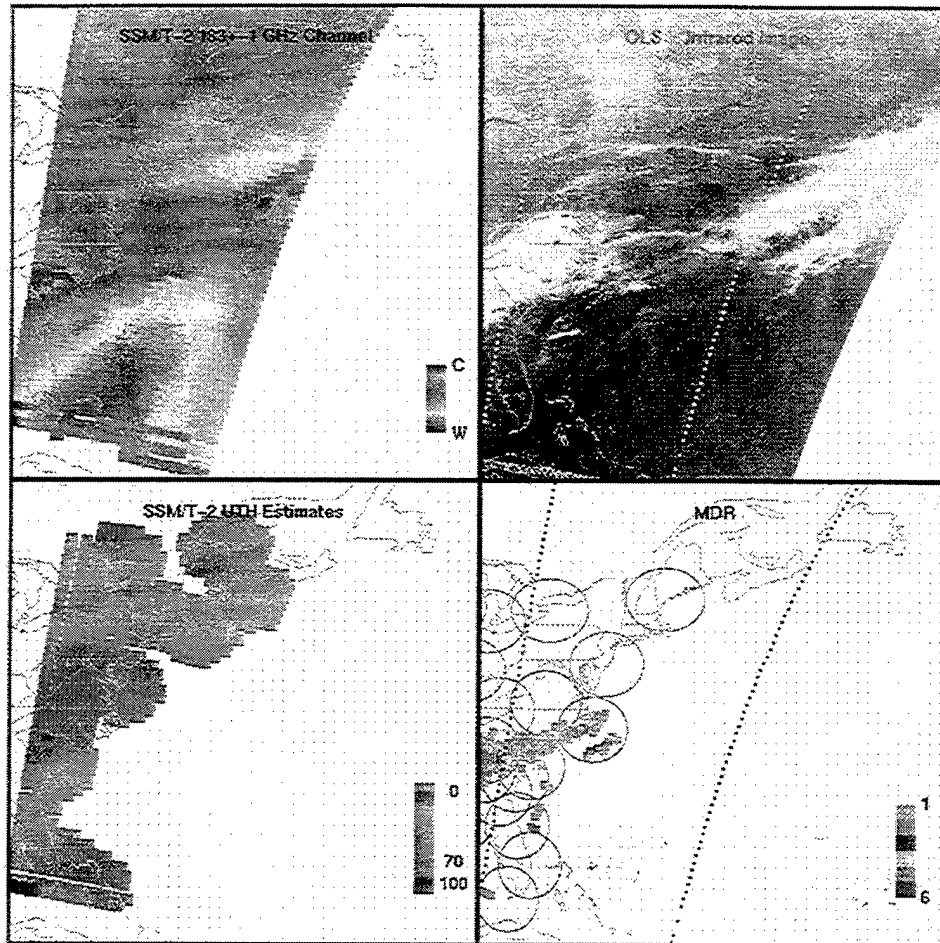 SSM/T-2 183+-1 GHz Channel
OLS Infrared Image
C
W
SSM/T-2 UTH Estimates
MDR
0
70
100
1
6